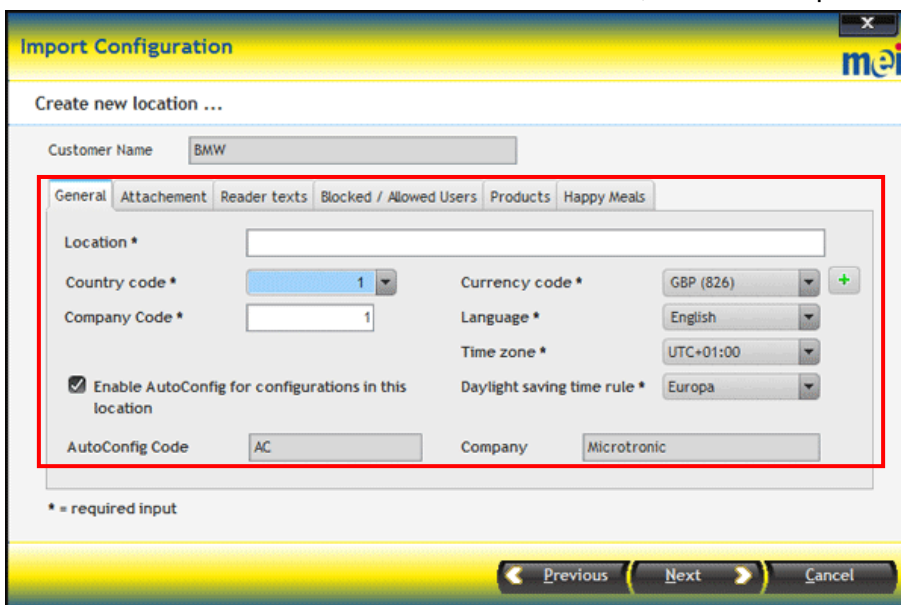 x
Import Configuration
mei
Create new location ...
Customer Name BMW
General Attachement Reader texts Blocked / Allowed Users Products Happy Meals
Location *
Country code * 1 Currency code * GBP (826) +
Company Code * 1 Language * English
Time zone * UTC+01:00
Enable AutoConfig for configurations in this Daylight saving time rule * Europa
location
AutoConfig Code AC Company Microtronic
* = required input
Previous Next Cancel